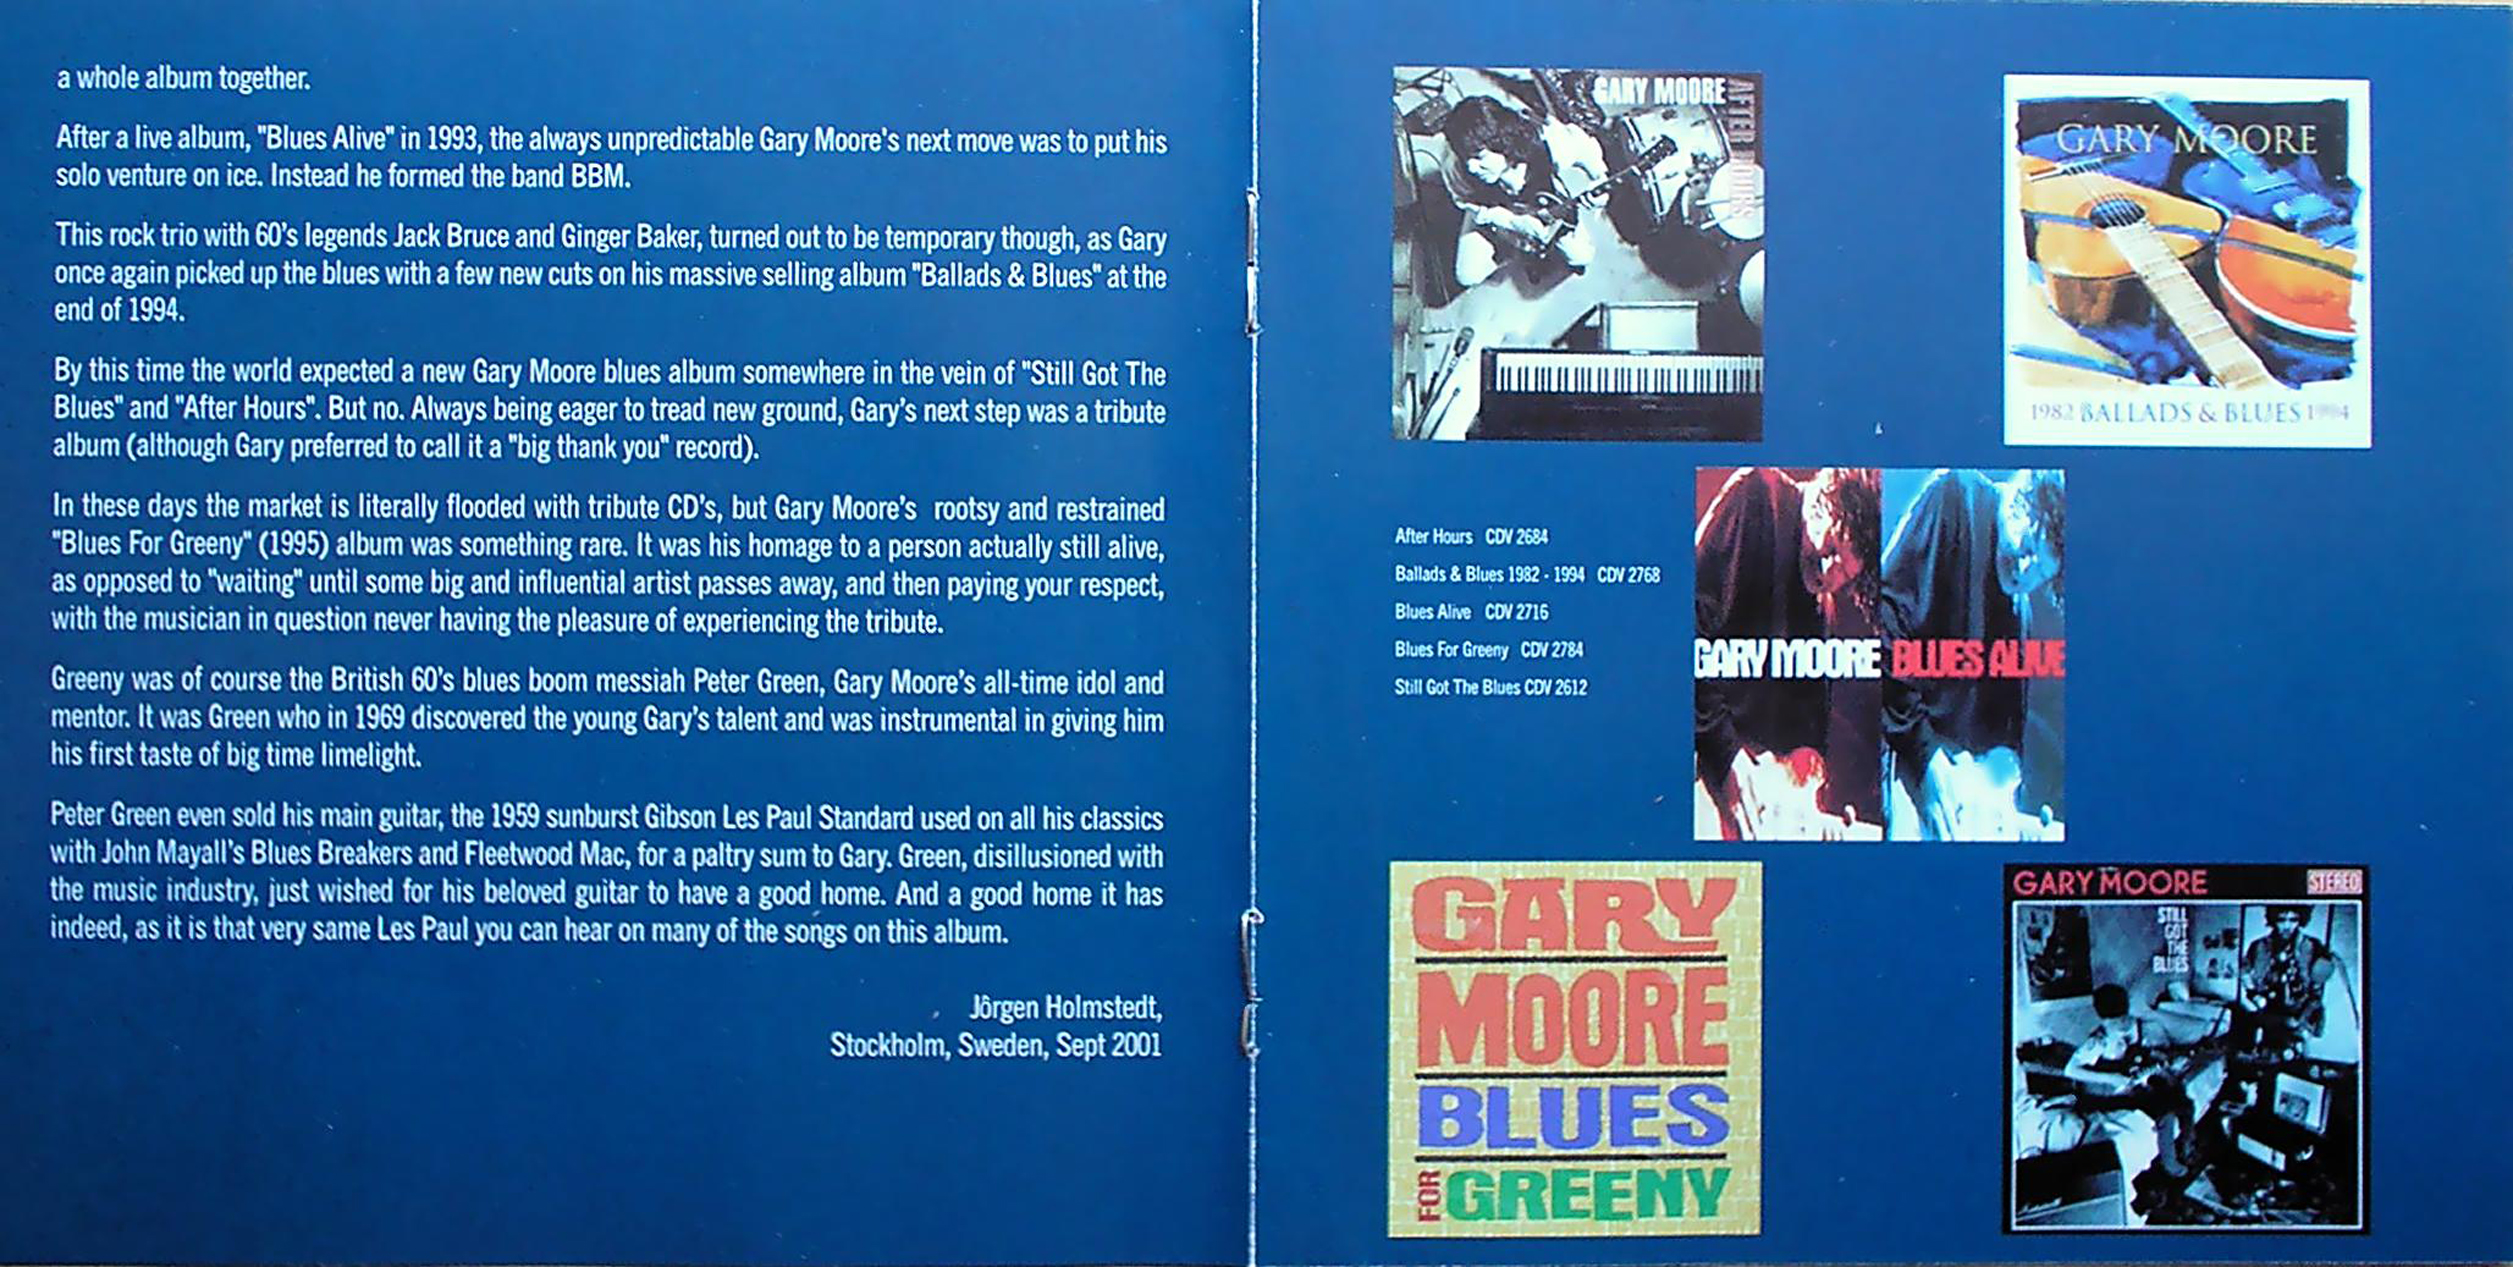 a whole album together.
After a live album, "Blues Alive" in 1993, the always unpredictable Gary Moore's next move was to put his
solo venture on ice. Instead he formed the band BBM.
This rock trio with 60's legends Jack Bruce and Ginger Baker, turned out to be temporary though, as Gary
once again picked up the blues with a few new cuts on his massive selling album "Ballads & Blues" at the
end of 1994.
By this time the world expected a new Gary Moore blues album somewhere in the vein of "Still Got The
Blues" and "After Hours". But no. Always being eager to tread new ground, Gary's next step was a tribute
album (although Gary preferred to call it a "big thank you" record).
In these days the market is literally flooded with tribute CD's, but Gary Moore's rootsy and restrained
"Blues For Greeny" (1995) album was something rare. It was his homage to a person actually still alive,
as opposed to "waiting" until some big and influential artist passes away, and then paying your respect,
with the musician in question never having the pleasure of experiencing the tribute.
Greeny was of course the British 60's blues boom messiah Peter Green, Gary Moore's all-time idol and
mentor. It was Green who in 1969 discovered the young Gary's talent and was instrumental in giving him
his first taste of big time limelight.
Peter Green even sold his main guitar, the 1959 sunburst Gibson Les Paul Standard used on all his classics
with John Mayall's Blues Breakers and Fleetwood Mac, for a paltry sum to Gary. Green, disillusioned with
the music industry, just wished for his beloved guitar to have a good home. And a good home it has
indeed, as it is that very same Les Paul you can hear on many of the songs on this album.
Jörgen Holmstedt,
Stockholm, Sweden, Sept 2001
GARY MOORE
AFTER HOURS
GARY MOORE
1982 BALLADS & BLUES 1994
After Hours CDV 2684
Ballads & Blues 1982 - 1994 CDV 2768
Blues Alive CDV 2716
Blues For Greeny CDV 2784
Still Got The Blues CDV 2612
GARY MOORE BLUES ALIVE
GARY
MOORE
BLUES
FOR GREENY
GARY MOORE STEREO
STILL
GOT
THE
BLUES